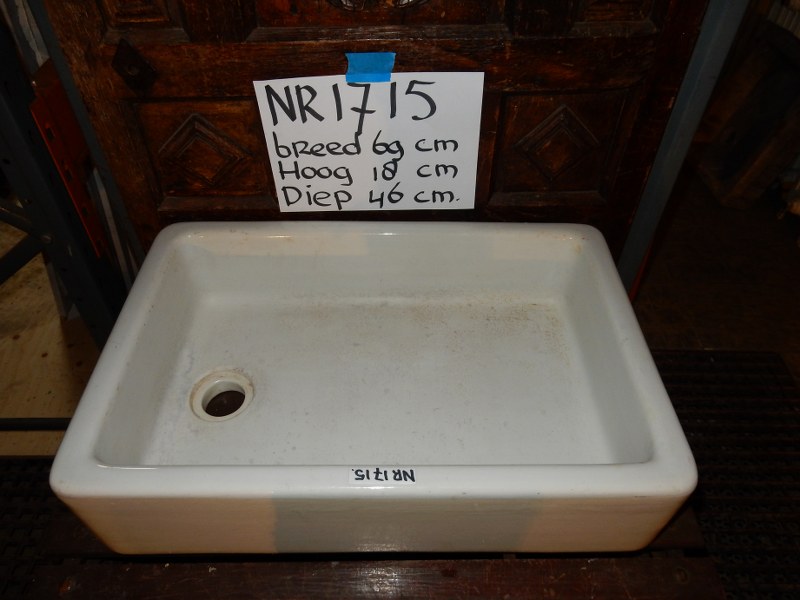 NR1715
breed 69 cm
Hoog 18 cm
Diep 46 cm.
NR1715.